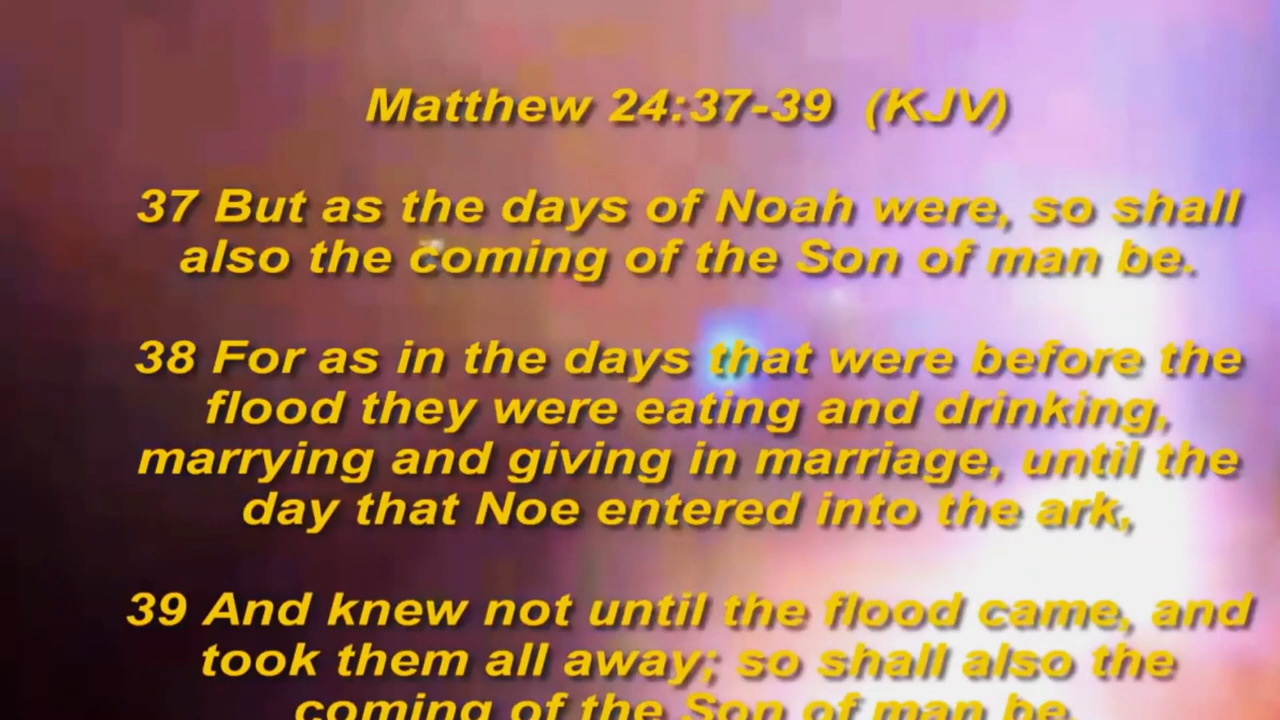 Matthew 24:37-39 (KJV)
37 But as the days of Noah were, so shall
also the coming of the Son of man be.
38 For as in the days that were before the
flood they were eating and drinking,
marrying and giving in marriage, until the
day that Noe entered into the ark,
39 And knew not until the flood came, and
took them all away; so shall also the
coming of the Son of man be.